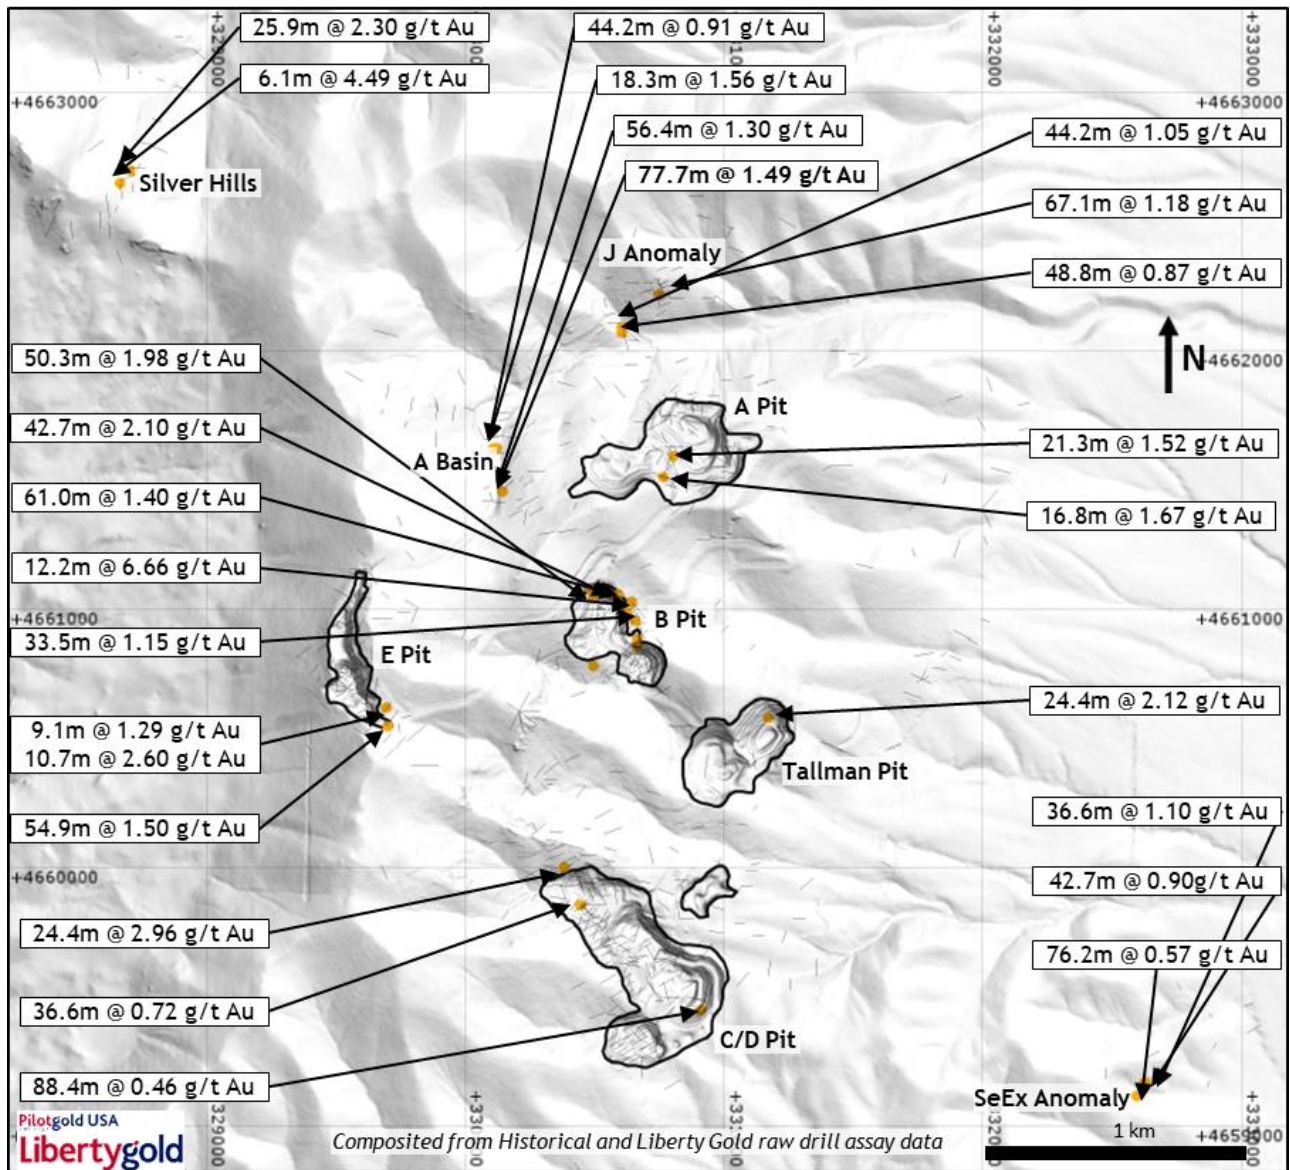 25.9m @ 2.30 g/t Au
44.2m @ 0.91 g/t Au
6.1m @ 4.49 g/t Au
18.3m @ 1.56 g/t Au
+329000
+332000
+333000
+4663000
+4663000
56.4m @ 1.30 g/t Au
44.2m @ 1.05 g/t Au
77.7m @ 1.49 g/t Au
Silver Hills
67.1m @ 1.18 g/t Au
J Anomaly
48.8m @ 0.87 g/t Au
50.3m @ 1.98 g/t Au
N
+4662000
A Pit
42.7m @ 2.10 g/t Au
21.3m @ 1.52 g/t Au
A Basin
61.0m @ 1.40 g/t Au
16.8m @ 1.67 g/t Au
12.2m @ 6.66 g/t Au
+4661000
+4661000
B Pit
33.5m @ 1.15 g/t Au
E Pit
24.4m @ 2.12 g/t Au
9.1m @ 1.29 g/t Au
10.7m @ 2.60 g/t Au
Tallman Pit
54.9m @ 1.50 g/t Au
36.6m @ 1.10 g/t Au
+4660000
+4660000
42.7m @ 0.90g/t Au
24.4m @ 2.96 g/t Au
76.2m @ 0.57 g/t Au
36.6m @ 0.72 g/t Au
C/D Pit
88.4m @ 0.46 g/t Au
SeEx Anomaly
Pilotgold USA
Libertygold
+329000
Composited from Historical and Liberty Gold raw drill assay data
1 km
+4659000